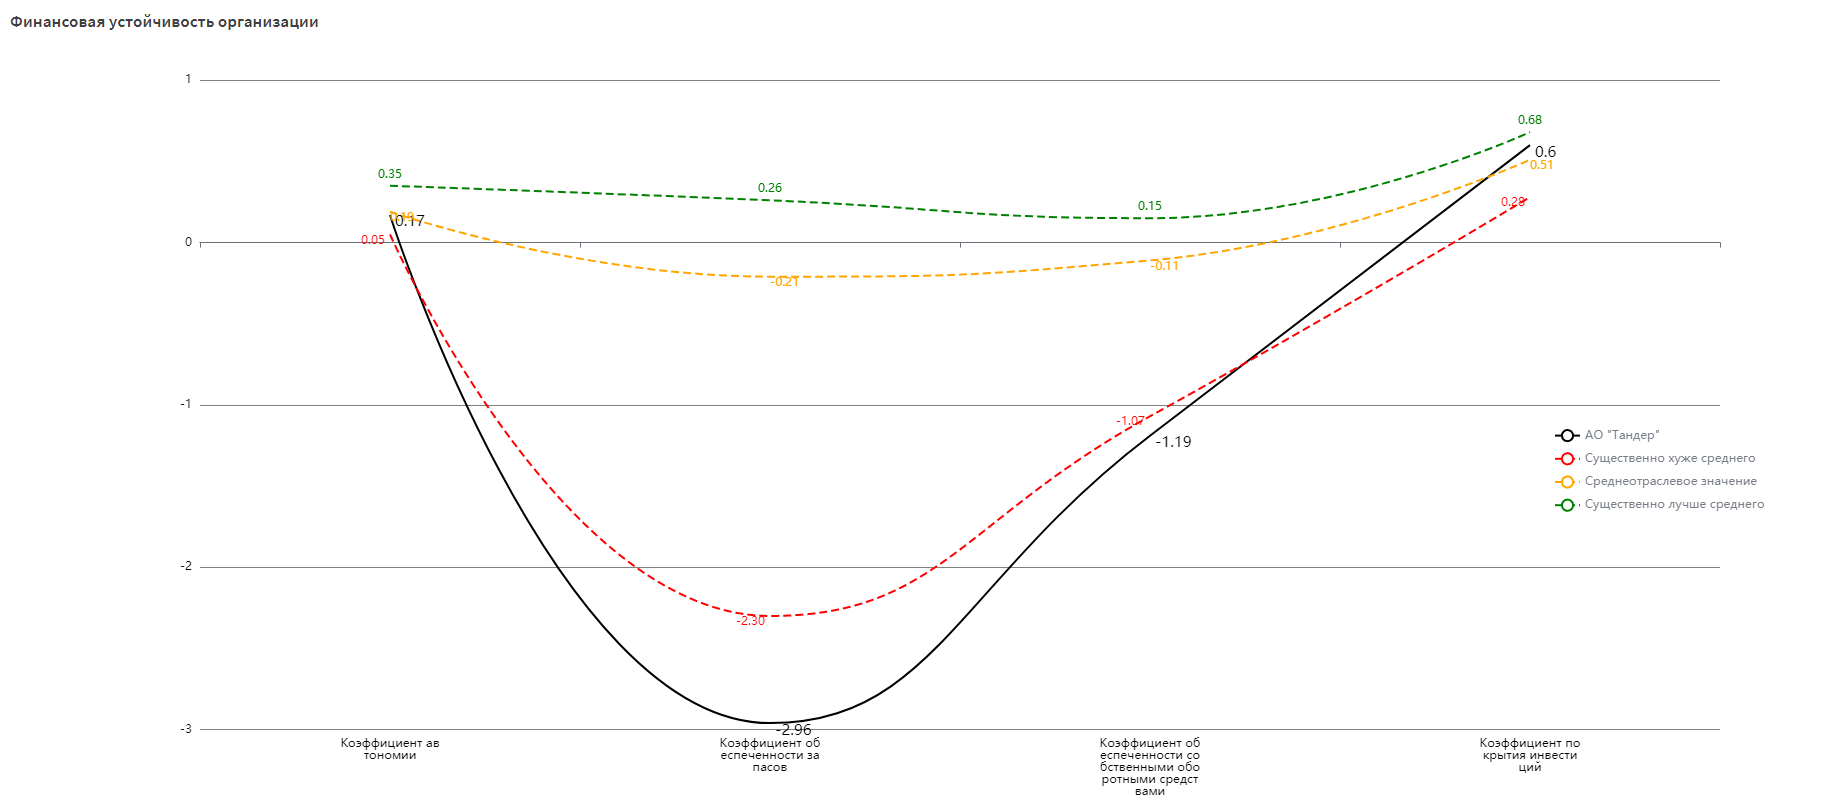 Финансовая устойчивость организации
1
0
-1
-2
-3
0.35
0.26
0.15
0.68
0.19
0.17
0.05
-0.21
-0.11
0.6
0.51
0.28
-2.30
-1.07
-2.96
-1.19
АО "Тандер"
Существенно хуже среднего
Среднеотраслевое значение
Существенно лучше среднего
Коэффициент ав
тономии
Коэффициент об
еспеченности за
пасов
Коэффициент об
еспеченности со
бственными обо
ротными средст
вами
Коэффициент по
крытия инвести
ций